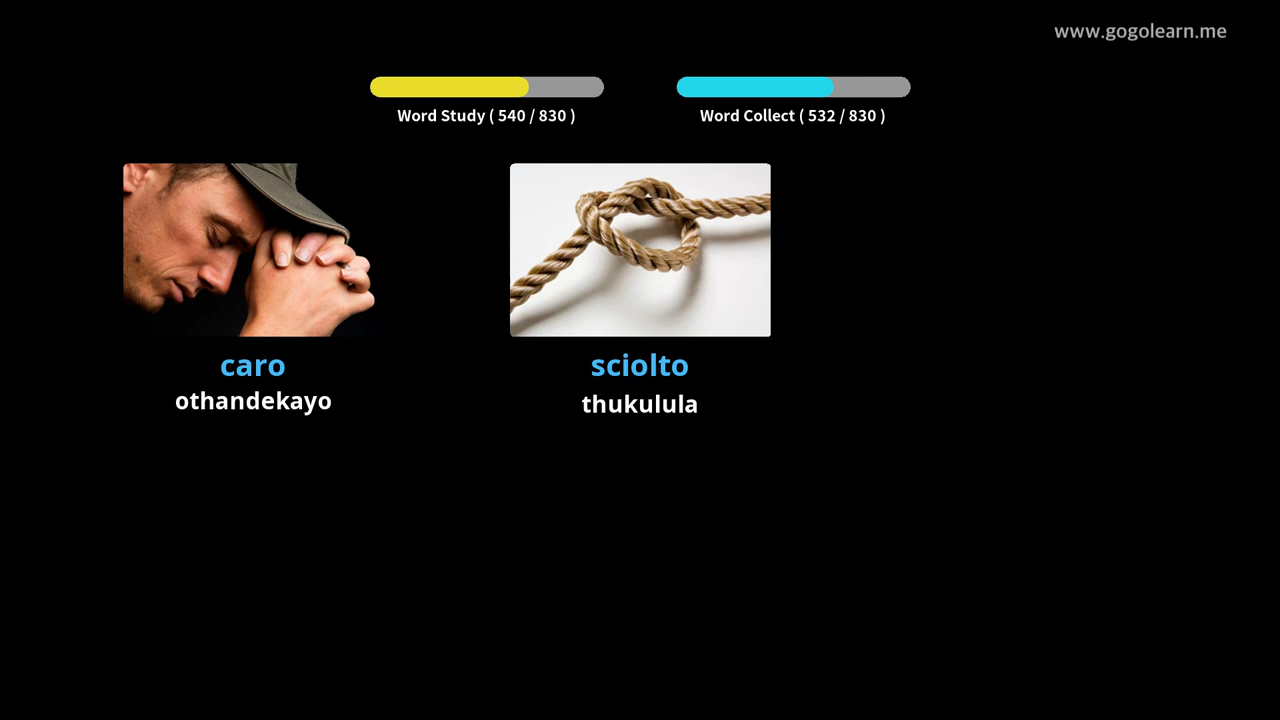 www.gogolearn.me
Word Study ( 540 / 830 )
Word Collect ( 532 / 830 )
caro
othandekayo
sciolto
thukulula